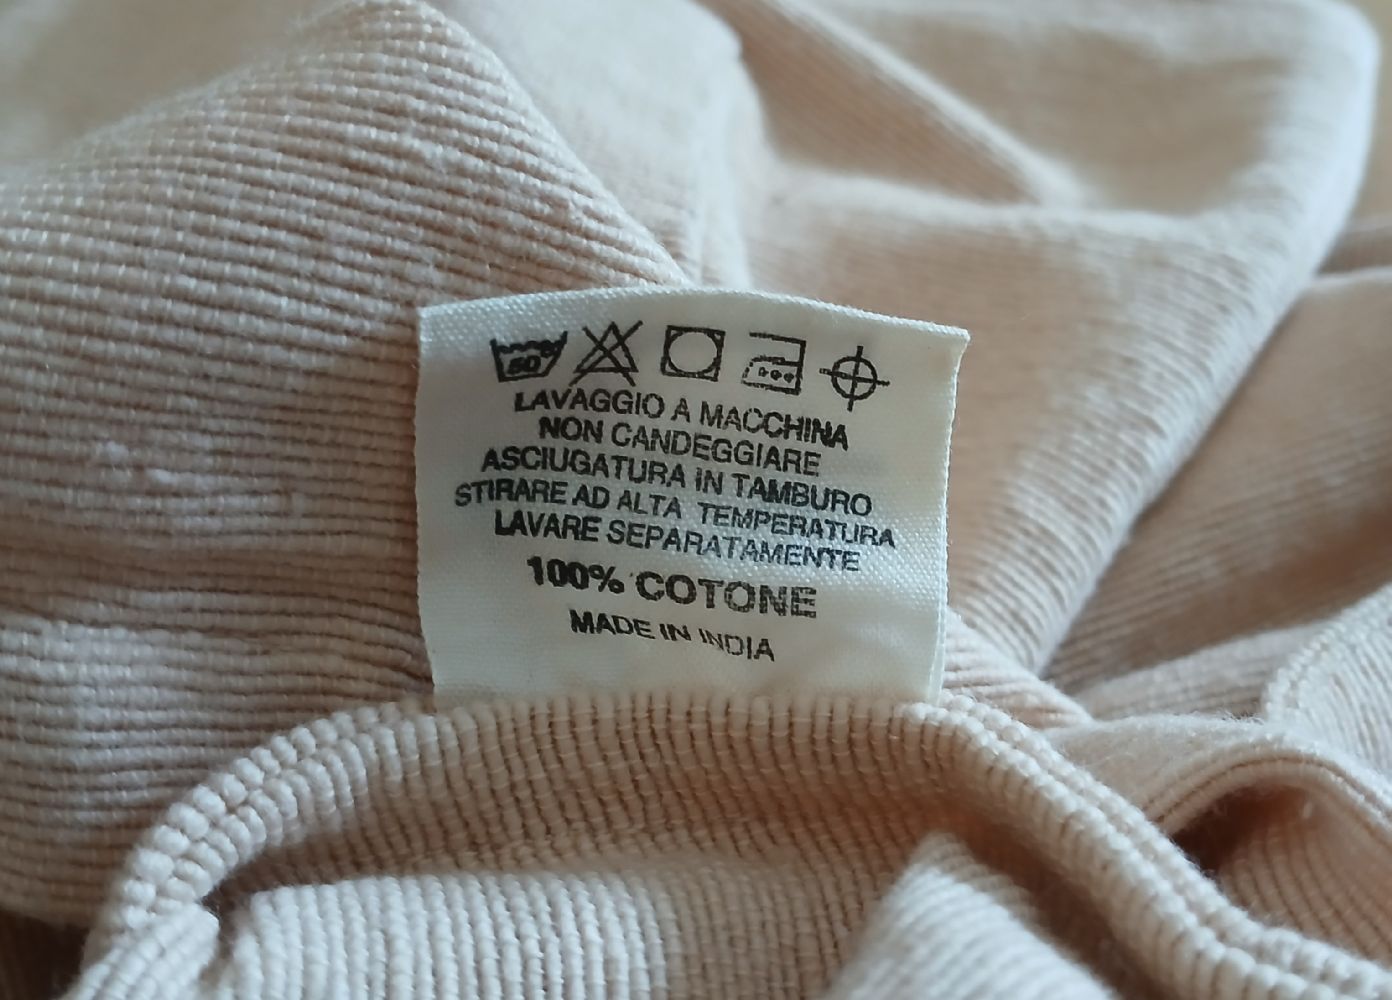 60°
LAVAGGIO A MACCHINA
NON CANDEGGIARE
ASCIUGATURA IN TAMBURO
STIRARE AD ALTA TEMPERATURA
LAVARE SEPARATAMENTE
100% COTONE
MADE IN INDIA